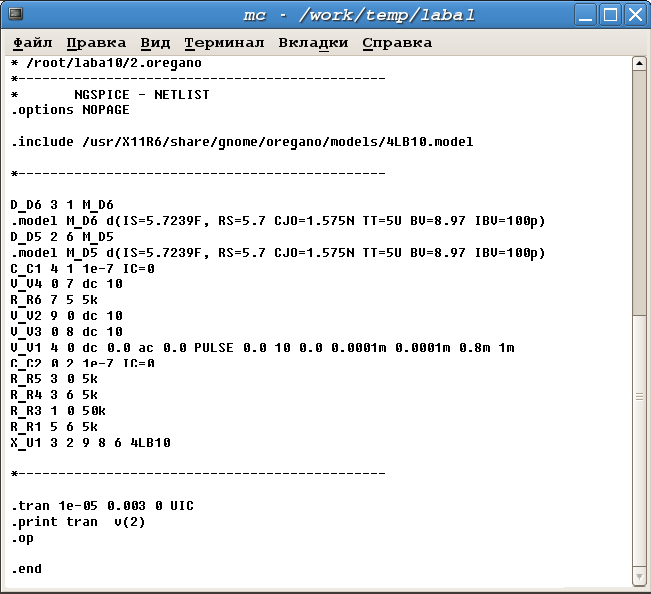 mc - /work/temp/laba1
Файл Правка Вид Терминал Вкладки Справка
* /root/laba10/2.oregano
*----------------------------------------------
* NGSPICE - NETLIST
.options NOPAGE
.include /usr/X11R6/share/gnome/oregano/models/4LB10.model
*----------------------------------------------
D_D6 3 1 M_D6
.model M_D6 d(IS=5.7239F, RS=5.7 CJO=1.575N TT=5U BV=8.97 IBV=100p)
D_D5 2 6 M_D5
.model M_D5 d(IS=5.7239F, RS=5.7 CJO=1.575N TT=5U BV=8.97 IBV=100p)
C_C1 4 1 1e-7 IC=0
V_V4 0 7 dc 10
R_R6 7 5 5k
V_V2 9 0 dc 10
V_V3 0 8 dc 10
V_V1 4 0 dc 0.0 ac 0.0 PULSE 0.0 10 0.0 0.0001m 0.0001m 0.8m 1m
C_C2 0 2 1e-7 IC=0
R_R5 3 0 5k
R_R4 3 6 5k
R_R3 1 0 50k
R_R1 5 6 5k
X_U1 3 2 9 8 6 4LB10
*----------------------------------------------
.tran 1e-05 0.003 0 UIC
.print tran v(2)
.op
.end